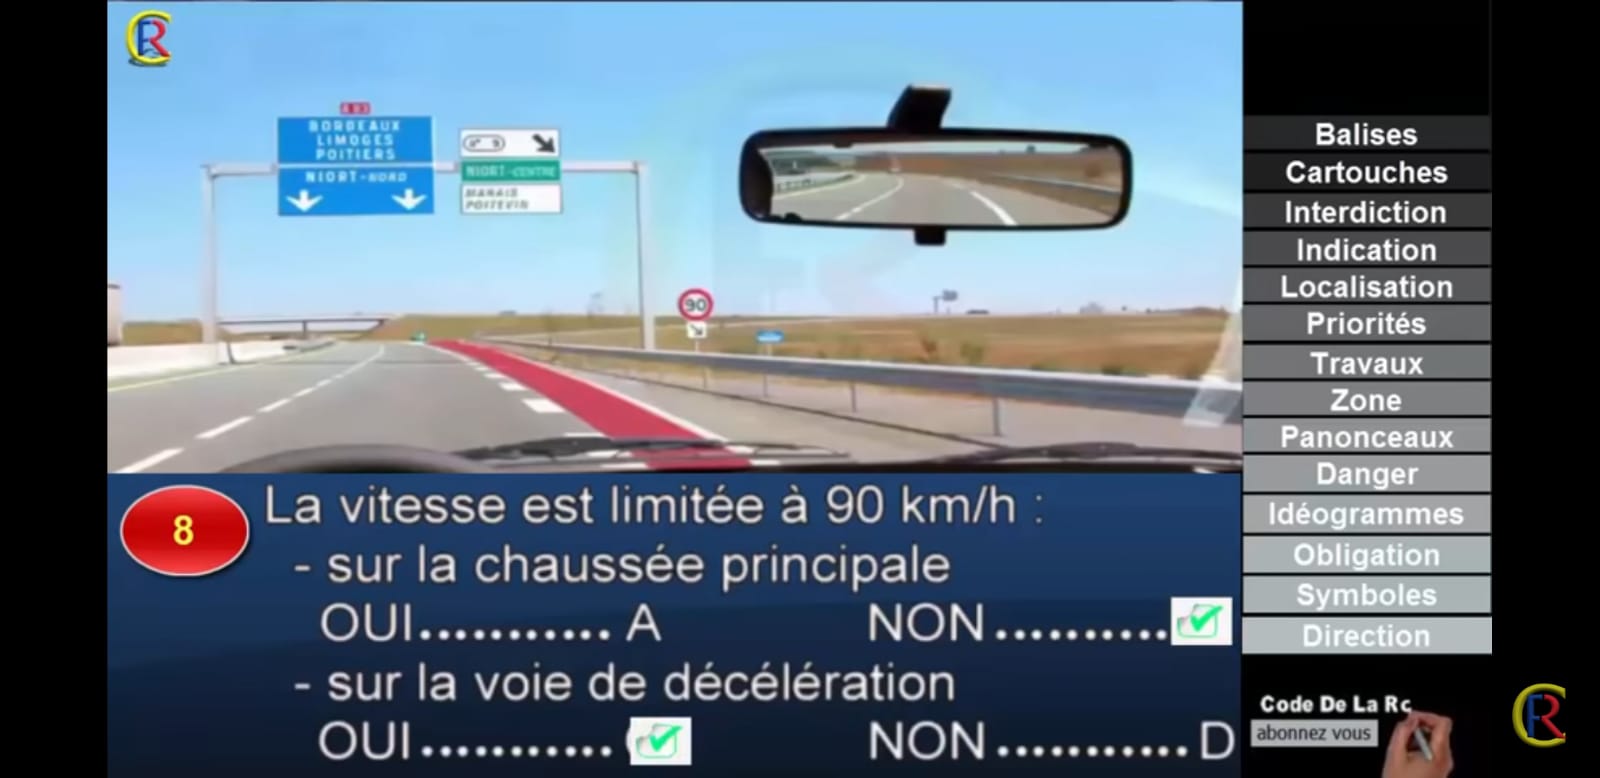 A 83
BORDEAUX
LIMOGES
POITIERS
NIORT-NORD
9
NIORT-CENTRE
MARAIS
POITEVIN
90
8
La vitesse est limitée à 90 km/h :
- sur la chaussée principale
OUI........... A NON..........
- sur la voie de décélération
OUI........... NON........... D
Balises
Cartouches
Interdiction
Indication
Localisation
Priorités
Travaux
Zone
Panonceaux
Danger
Idéogrammes
Obligation
Symboles
Direction
Code De La Rc
abonnez vous